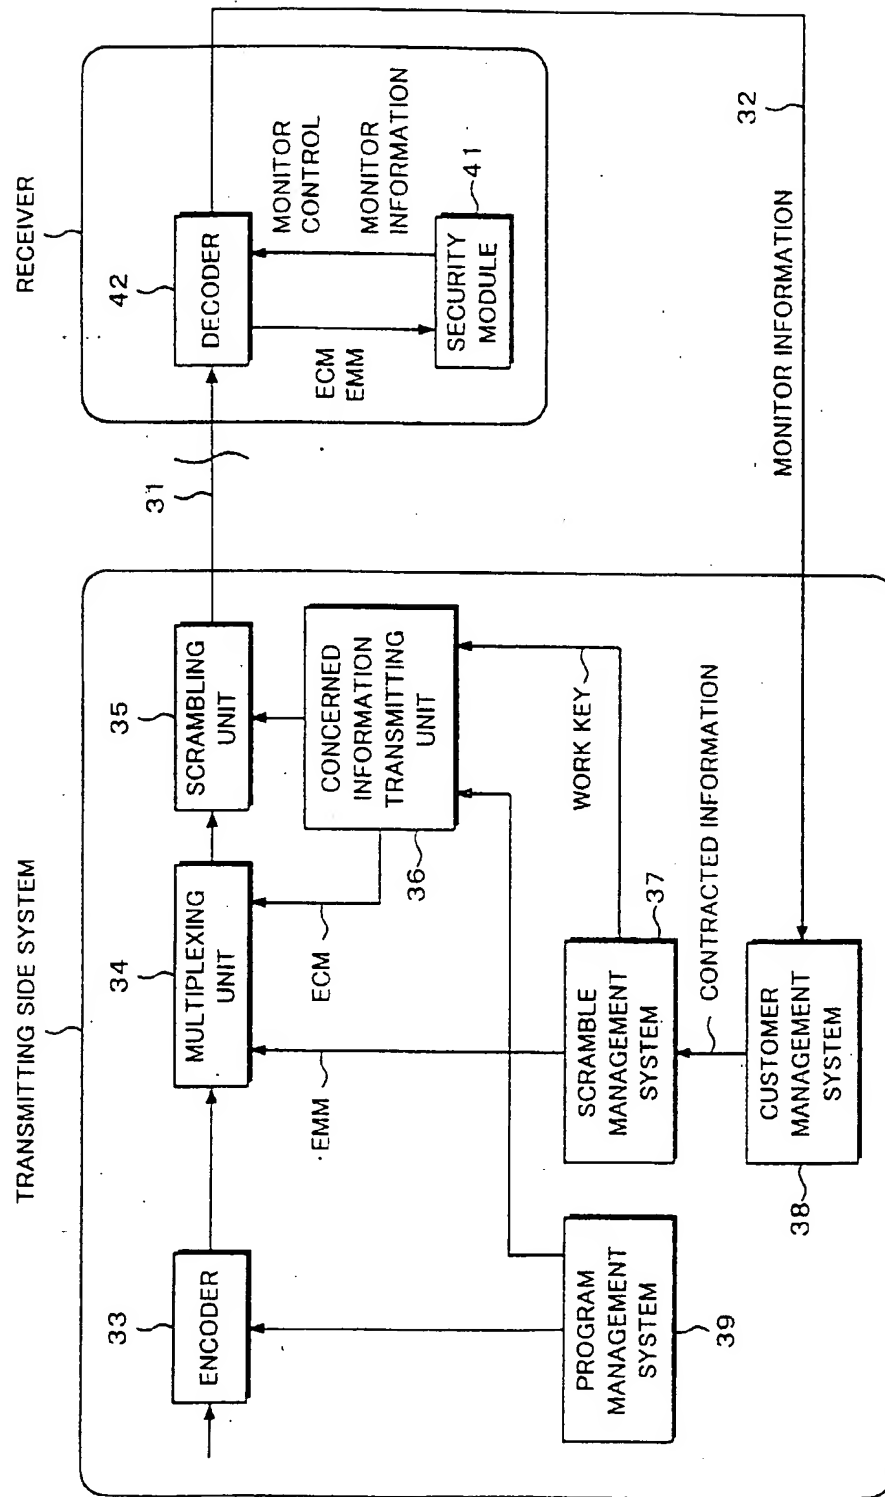 TRANSMITTING SIDE SYSTEM
RECEIVER
33
ENCODER
34
MULTIPLEXING
UNIT
35
SCRAMBLING
UNIT
31
42
DECODER
EMM
ECM
CONCERNED
INFORMATION
TRANSMITTING
UNIT
36
ECM
EMM
MONITOR
CONTROL
MONITOR
INFORMATION
SECURITY
MODULE
41
WORK KEY
PROGRAM
MANAGEMENT
SYSTEM
39
SCRAMBLE
MANAGEMENT
SYSTEM
37
CONTRACTED INFORMATION
CUSTOMER
MANAGEMENT
SYSTEM
38
MONITOR INFORMATION
32